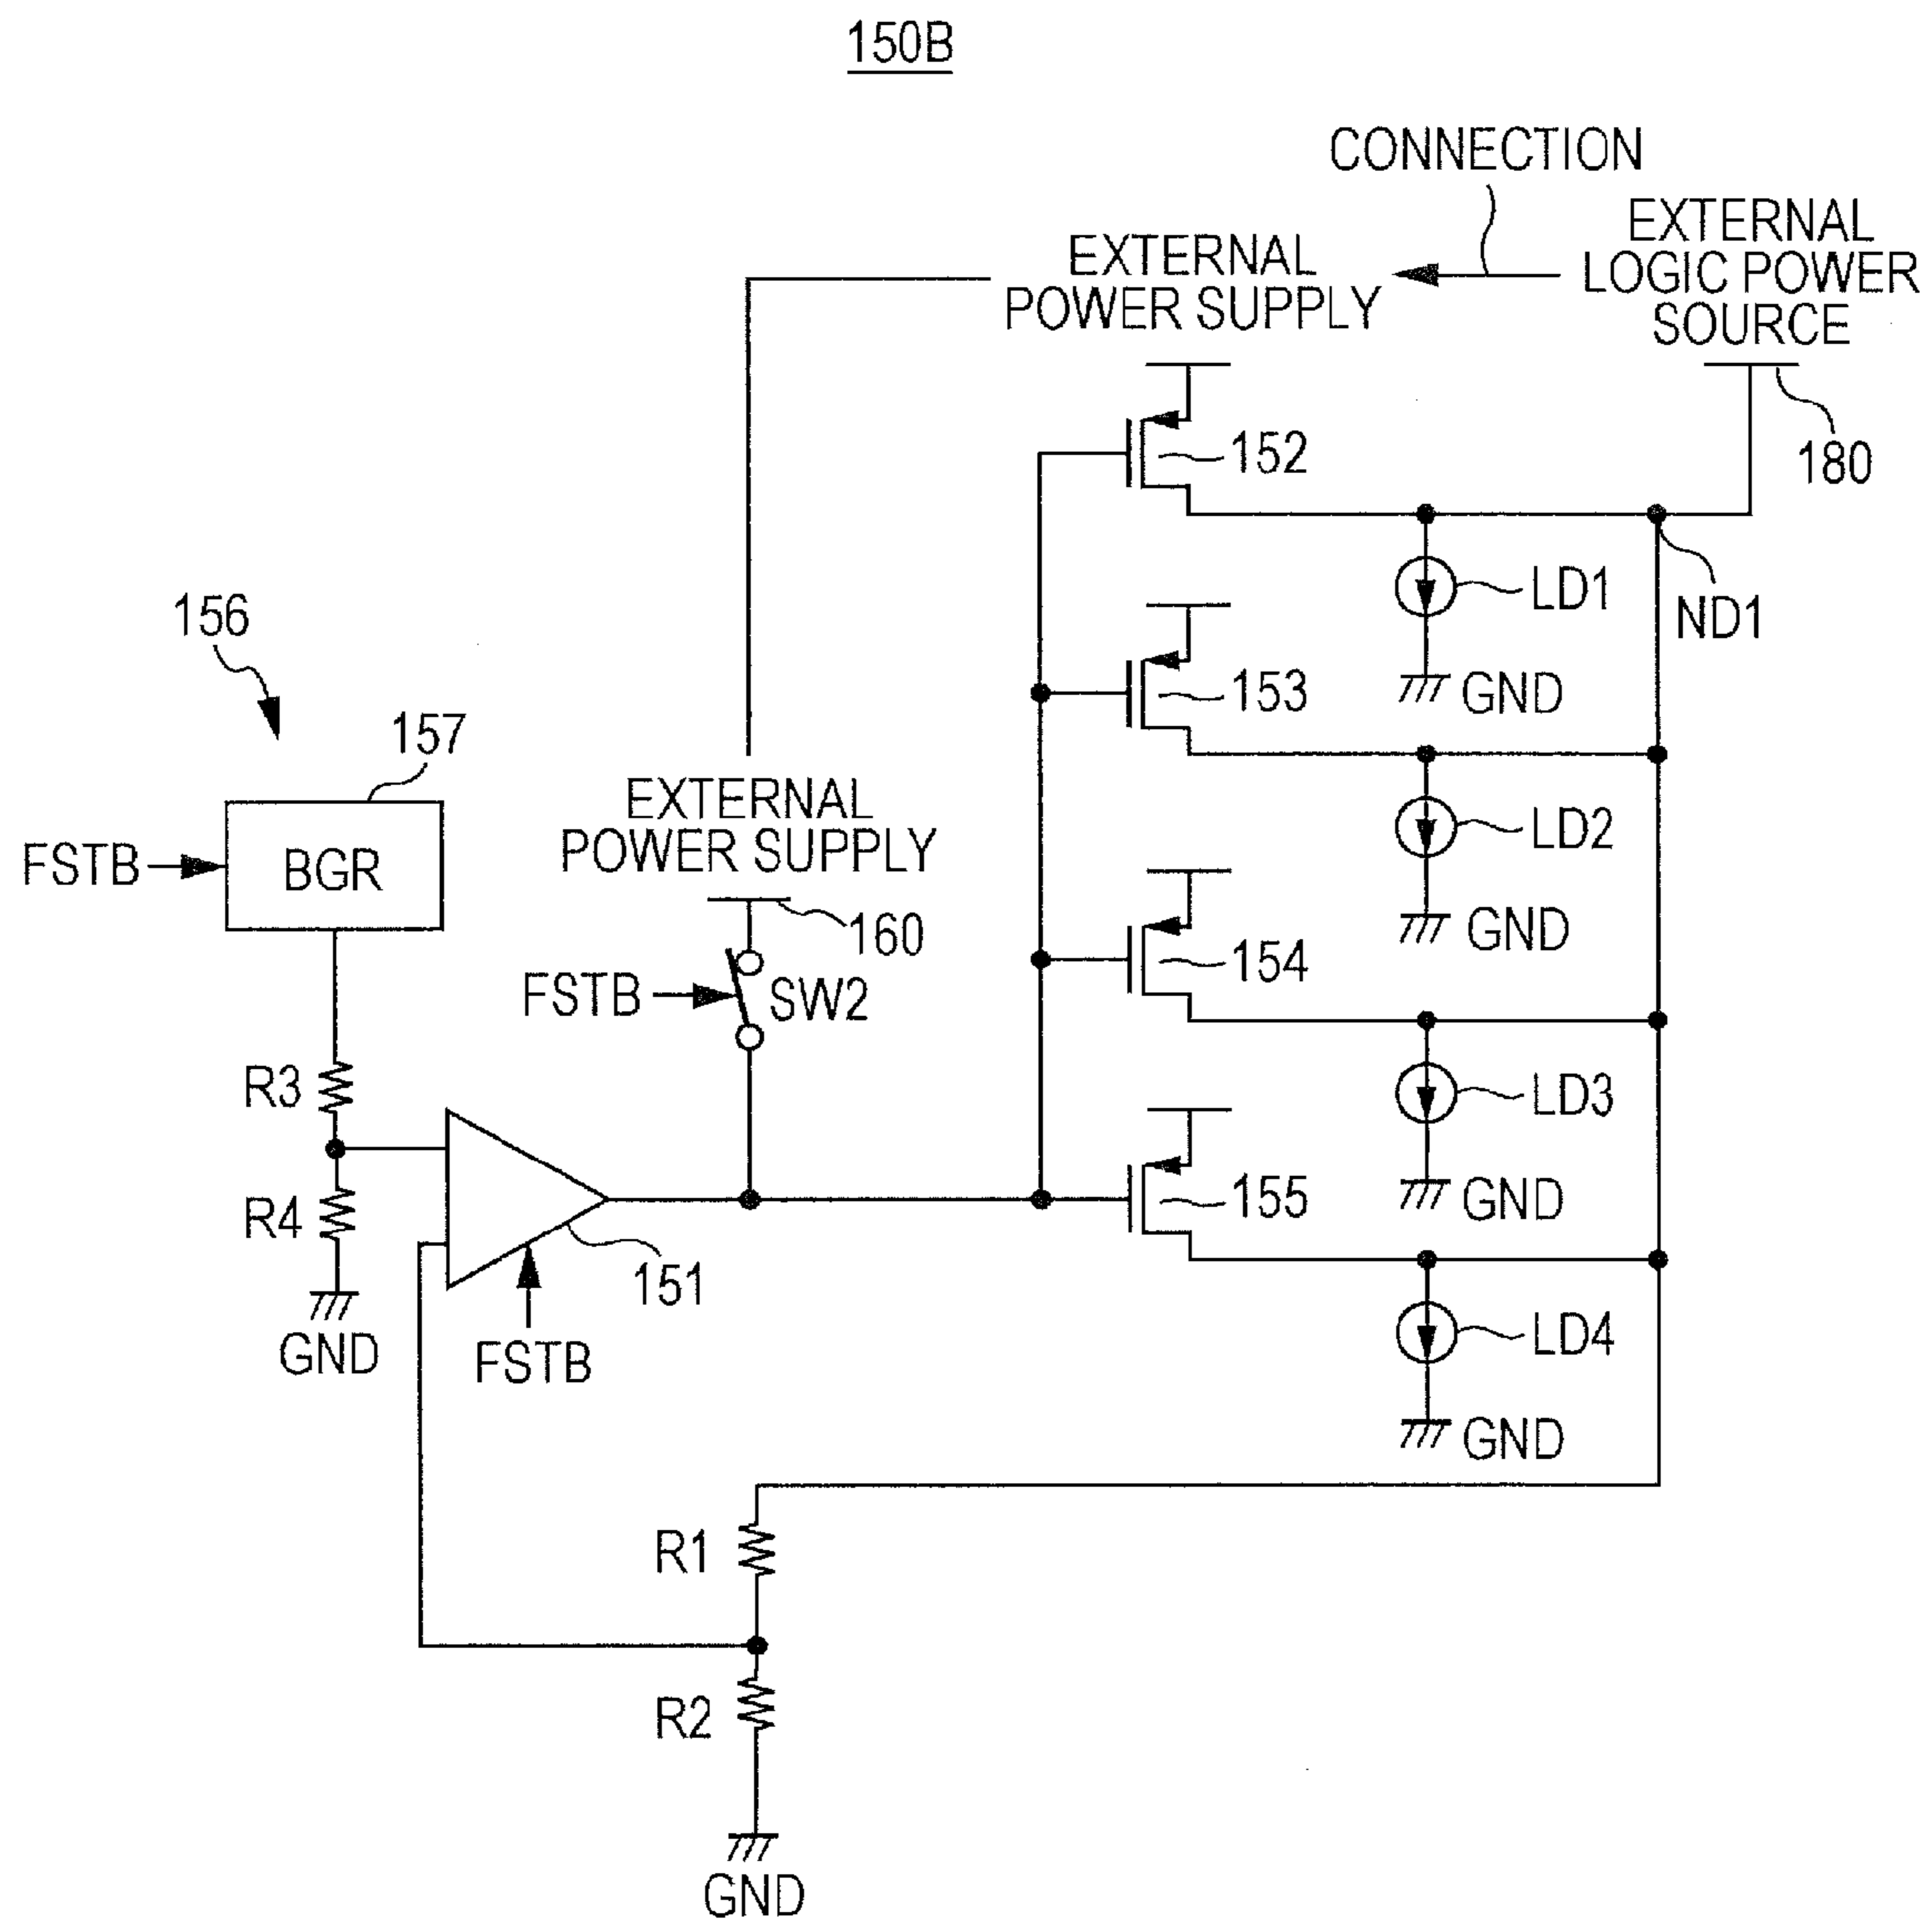 150B
CONNECTION
EXTERNAL
LOGIC POWER
SOURCE
EXTERNAL
POWER SUPPLY
180
152
LD1
ND1
GND
156
153
157
EXTERNAL
POWER SUPPLY
LD2
FSTB
BGR
160
GND
154
FSTB
SW2
R3
LD3
R4
155
GND
151
GND
FSTB
LD4
GND
R1
R2
GND